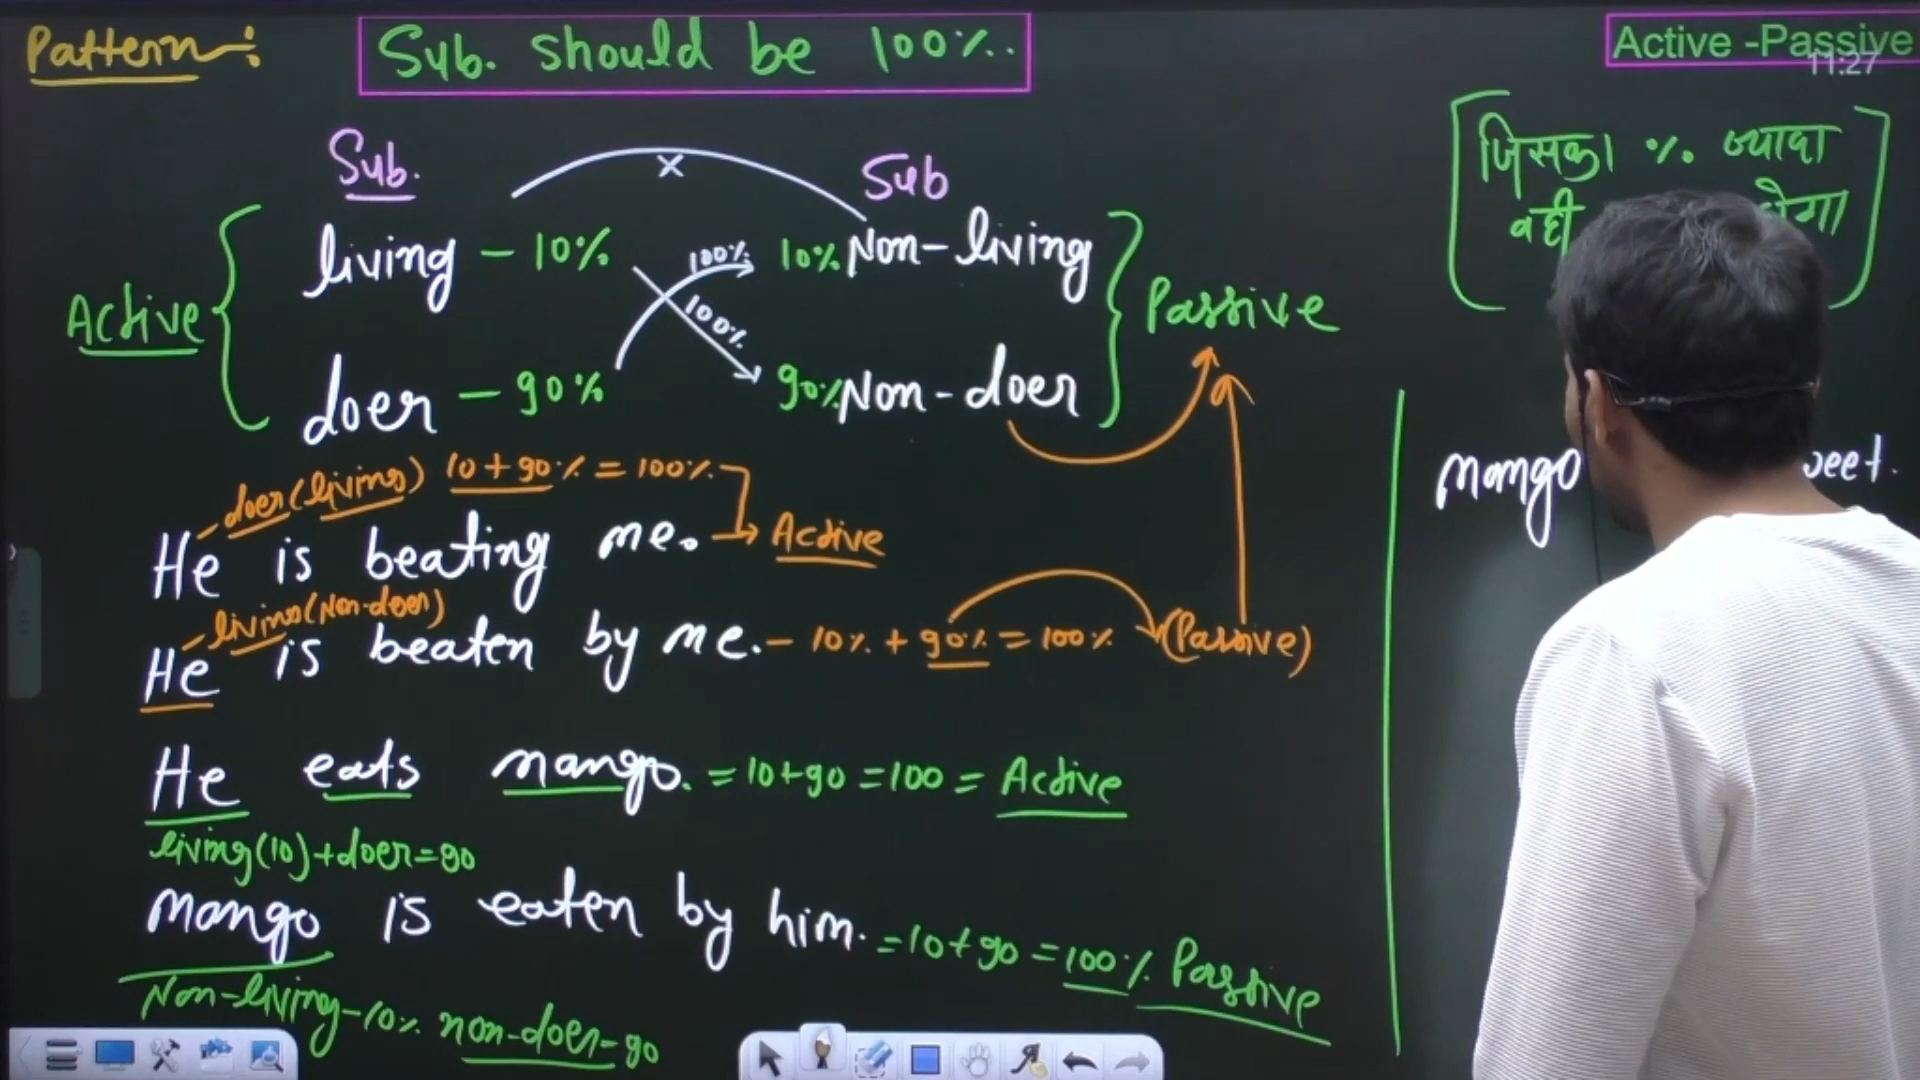 Pattern:
Sub. should be 100%.
Active -Passive
11:27
जिसका % ज्यादा
वही
Sub.
x
Sub
living - 10%
100%
10% Non-living
Active
100%
Passive
doer - 90%
90% Non-doer
doer (living) 10+90% = 100%
He is beating me. → Active
living (Non-doer)
He is beaten by me. - 10% + 90% = 100% (Passive)
mango
He eats mango. = 10+90 = 100 = Active
living(10)+doer=90
mango is eaten by him. = 10+90 = 100% Passive
Non-living-10% non-doer=90